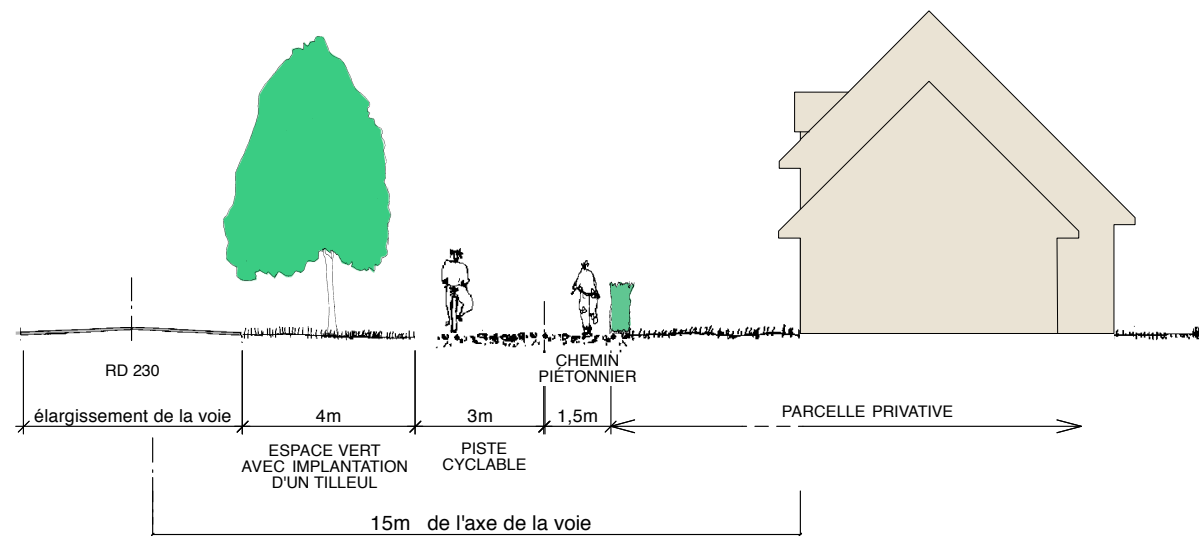 RD 230
CHEMIN
PIÉTONNIER
élargissement de la voie
4m
3m
1,5m
PARCELLE PRIVATIVE
ESPACE VERT
AVEC IMPLANTATION
D'UN TILLEUL
PISTE
CYCLABLE
15m de l'axe de la voie